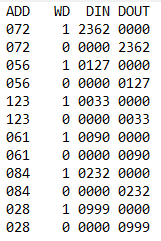 ADD WD DIN DOUT
072 1 2362 0000
072 0 0000 2362
056 1 0127 0000
056 0 0000 0127
123 1 0033 0000
123 0 0000 0033
061 1 0090 0000
061 0 0000 0090
084 1 0232 0000
084 0 0000 0232
028 1 0999 0000
028 0 0000 0999